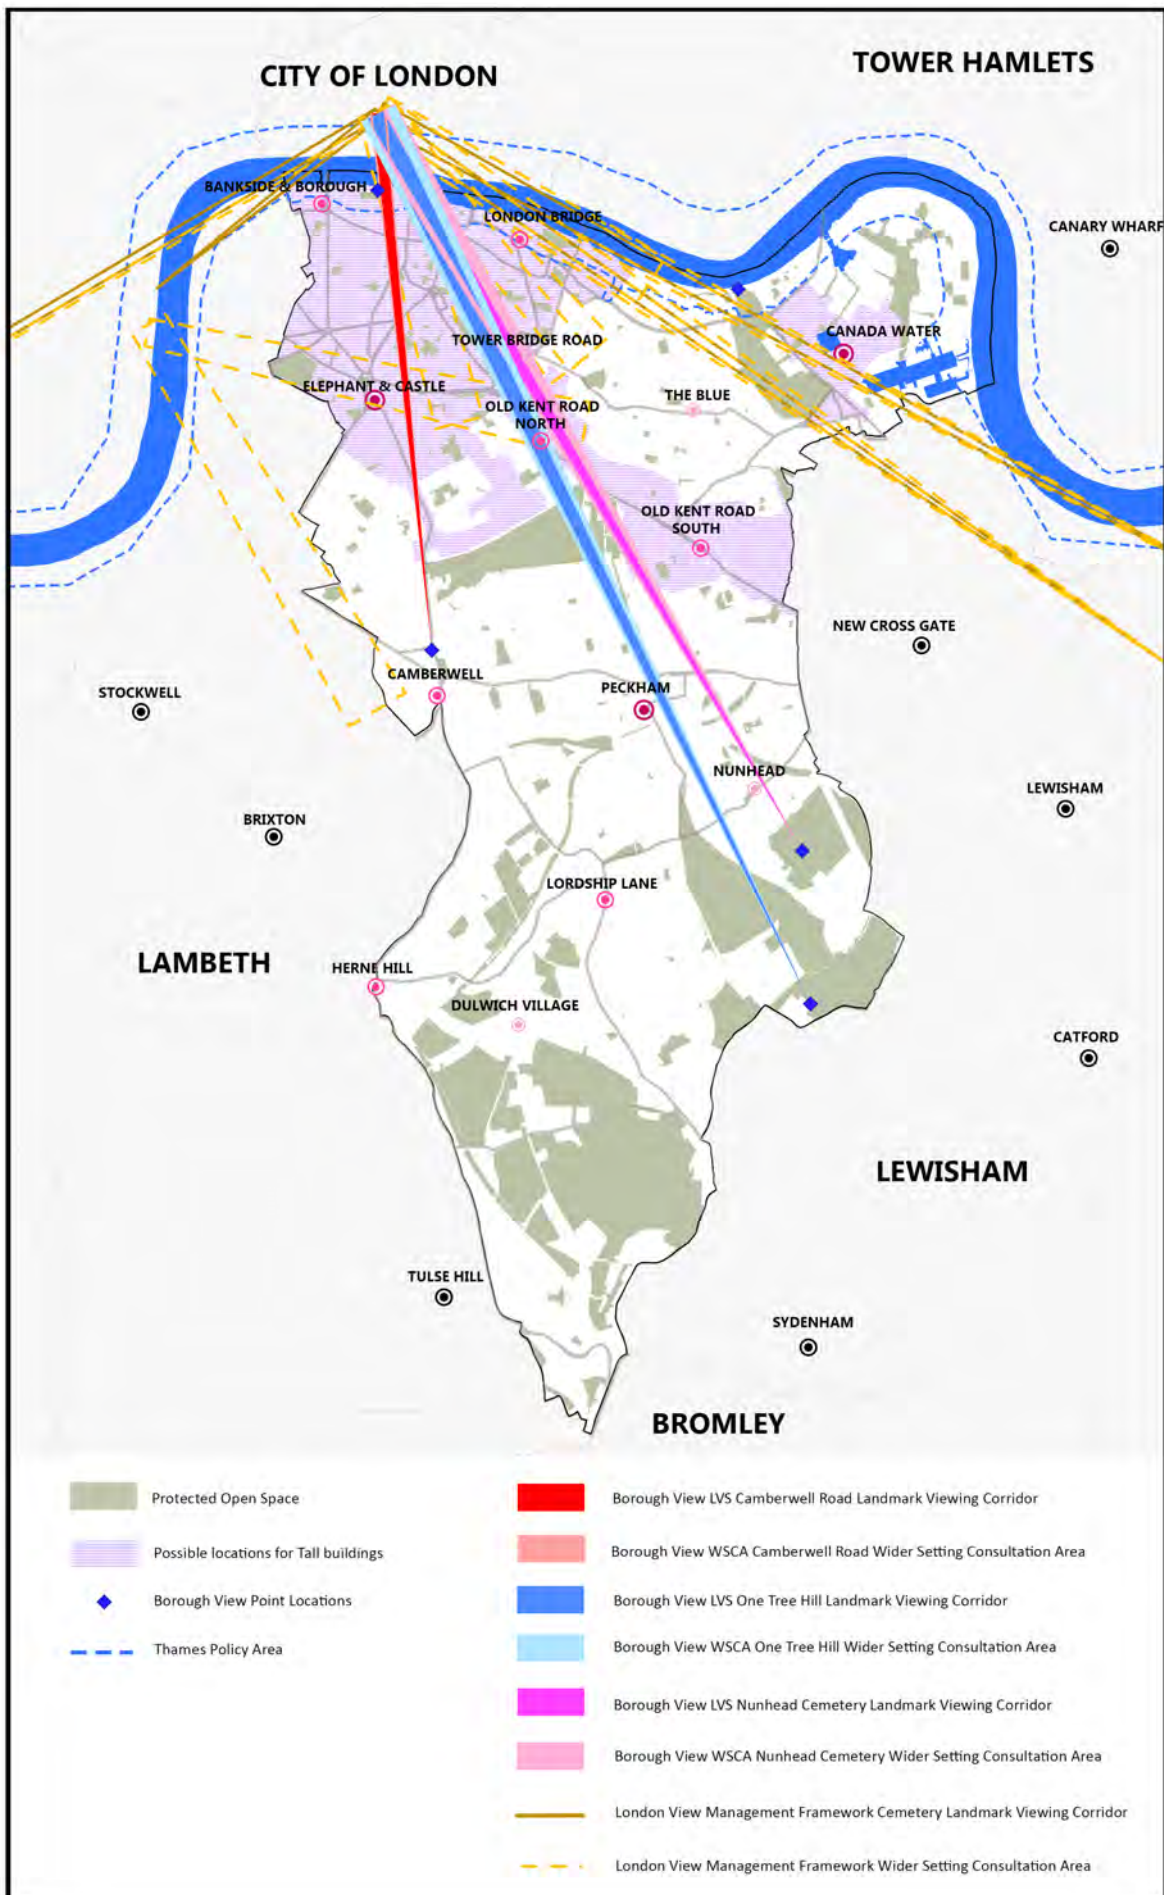 CITY OF LONDON
TOWER HAMLETS
BANKSIDE & BOROUGH
LONDON BRIDGE
CANARY WHARF
CANADA WATER
TOWER BRIDGE ROAD
ELEPHANT & CASTLE
THE BLUE
OLD KENT ROAD
NORTH
OLD KENT ROAD
SOUTH
NEW CROSS GATE
CAMBERWELL
PECKHAM
STOCKWELL
NUNHEAD
LEWISHAM
BRIXTON
LORDSHIP LANE
LAMBETH
HERNE HILL
DULWICH VILLAGE
CATFORD
LEWISHAM
TULSE HILL
SYDENHAM
BROMLEY
Protected Open Space
Possible locations for Tall buildings
Borough View Point Locations
Thames Policy Area
Borough View LVS Camberwell Road Landmark Viewing Corridor
Borough View WSCA Camberwell Road Wider Setting Consultation Area
Borough View LVS One Tree Hill Landmark Viewing Corridor
Borough View WSCA One Tree Hill Wider Setting Consultation Area
Borough View LVS Nunhead Cemetery Landmark Viewing Corridor
Borough View WSCA Nunhead Cemetery Wider Setting Consultation Area
London View Management Framework Cemetery Landmark Viewing Corridor
London View Management Framework Wider Setting Consultation Area